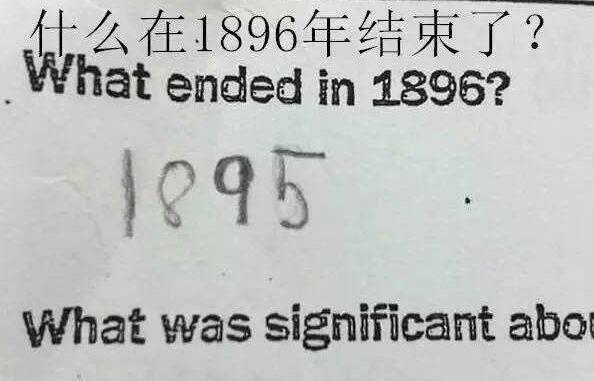 什么在1896年结束了？
What ended in 1896?
1895
What was significant